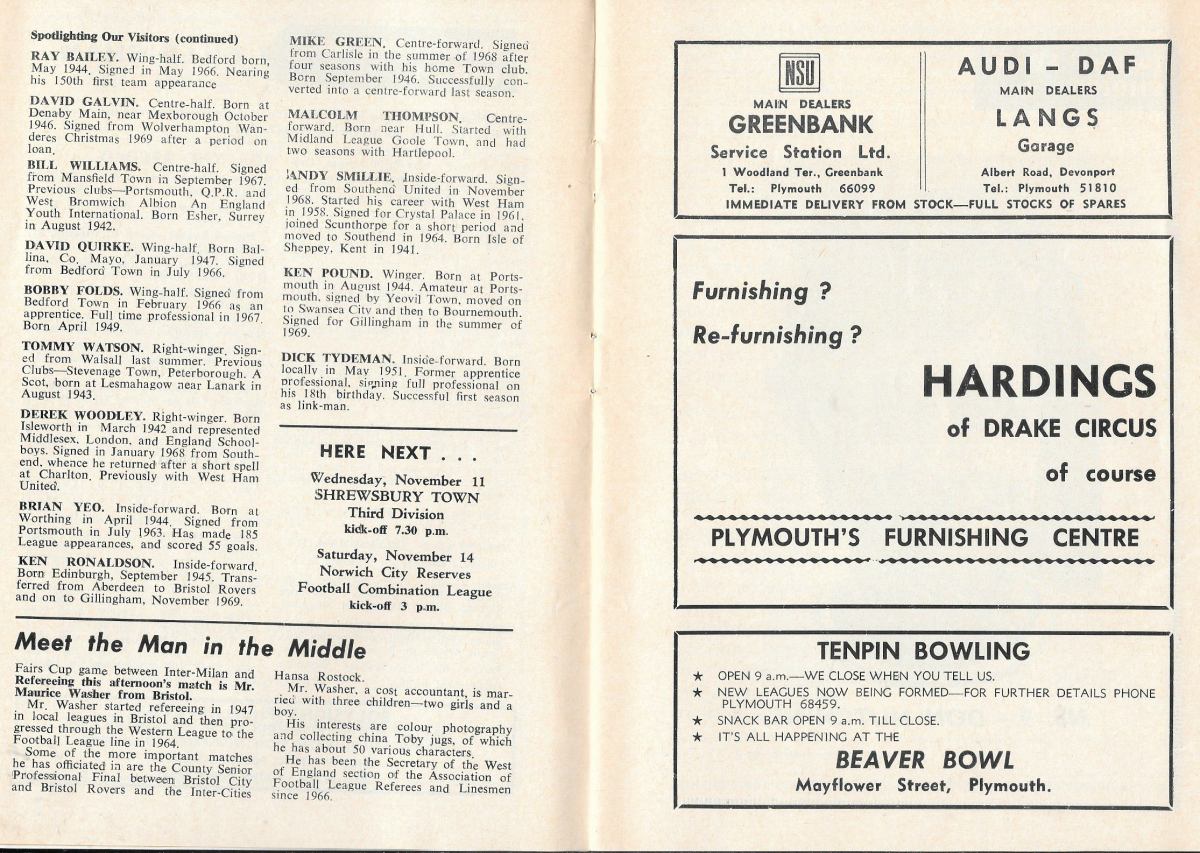 Spotlighting Our Visitors (continued)
RAY BAILEY. Wing-half. Bedford born,
May 1944. Signed in May 1966. Nearing
his 150th first team appearance
DAVID GALVIN. Centre-half. Born at
Denaby Main, near Mexborough October
1946. Signed from Wolverhampton Wan-
deres Christmas 1969 after a period on
loan.
BILL WILLIAMS. Centre-half. Signed
from Mansfield Town in September 1967.
Previous clubs—Portsmouth, Q.P.R. and
West Bromwich Albion An England
Youth International. Born Esher, Surrey
in August 1942.
DAVID QUIRKE. Wing-half. Born Bal-
lina, Co. Mayo, January 1947. Signed
from Bedford Town in July 1966.
BOBBY FOLDS. Wing-half. Signed from
Bedford Town in February 1966 as an
apprentice. Full time professional in 1967.
Born April 1949.
TOMMY WATSON. Right-winger. Sign-
ed from Walsall last summer. Previous
Clubs—Stevenage Town, Peterborough. A
Scot, born at Lesmahagow near Lanark in
August 1943.
DEREK WOODLEY. Right-winger. Born
Isleworth in March 1942 and represented
Middlesex, London, and England School-
boys. Signed in January 1968 from South-
end, whence he returned after a short spell
at Charlton. Previously with West Ham
United.
BRIAN YEO. Inside-forward. Born at
Worthing in April 1944. Signed from
Portsmouth in July 1963. Has made 185
League appearances, and scored 55 goals.
KEN RONALDSON. Inside-forward.
Born Edinburgh, September 1945. Trans-
ferred from Aberdeen to Bristol Rovers
and on to Gillingham, November 1969.
MIKE GREEN. Centre-forward. Signed
from Carlisle in the summer of 1968 after
four seasons with his home Town club.
Born September 1946. Successfully con-
verted into a centre-forward last season.
MALCOLM THOMPSON. Centre-
forward. Born near Hull. Started with
Midland League Goole Town, and had
two seasons with Hartlepool.
ANDY SMILLIE. Inside-forward. Sign-
ed from Southend United in November
1968. Started his career with West Ham
in 1958. Signed for Crystal Palace in 1961,
joined Scunthorpe for a short period and
moved to Southend in 1964. Born Isle of
Sheppey, Kent in 1941.
KEN POUND. Winger. Born at Ports-
mouth in August 1944. Amateur at Ports-
mouth, signed by Yeovil Town, moved on
to Swansea City and then to Bournemouth.
Signed for Gillingham in the summer of
1969.
DICK TYDEMAN. Inside-forward. Born
locally in May 1951. Former apprentice
professional, signing full professional on
his 18th birthday. Successful first season
as link-man.
HERE NEXT . . .
Wednesday, November 11
SHREWSBURY TOWN
Third Division
kick-off 7.30 p.m.
Saturday, November 14
Norwich City Reserves
Football Combination League
kick-off 3 p.m.
Meet the Man in the Middle
Fairs Cup game between Inter-Milan and
Refereeing this afternoon's match is Mr.
Maurice Washer from Bristol.
Mr. Washer started refereeing in 1947
in local leagues in Bristol and then pro-
gressed through the Western League to the
Football League line in 1964.
Some of the more important matches
he has officiated in are the County Senior
Professional Final between Bristol City
and Bristol Rovers and the Inter-Cities
Hansa Rostock.
Mr. Washer, a cost accountant, is mar-
ried with three children—two girls and a
boy.
His interests are colour photography
and collecting china Toby jugs, of which
he has about 50 various characters.
He has been the Secretary of the West
of England section of the Association of
Football League Referees and Linesmen
since 1966.
NSU
MAIN DEALERS
GREENBANK
Service Station Ltd.
1 Woodland Ter., Greenbank
Tel.: Plymouth 66099
AUDI - DAF
MAIN DEALERS
LANGS
Garage
Albert Road, Devonport
Tel.: Plymouth 51810
IMMEDIATE DELIVERY FROM STOCK—FULL STOCKS OF SPARES
Furnishing ?
Re-furnishing ?
HARDINGS
of DRAKE CIRCUS
of course
PLYMOUTH'S FURNISHING CENTRE
TENPIN BOWLING
★ OPEN 9 a.m.—WE CLOSE WHEN YOU TELL US.
★ NEW LEAGUES NOW BEING FORMED—FOR FURTHER DETAILS PHONE
PLYMOUTH 68459.
★ SNACK BAR OPEN 9 a.m. TILL CLOSE.
★ IT'S ALL HAPPENING AT THE
BEAVER BOWL
Mayflower Street, Plymouth.